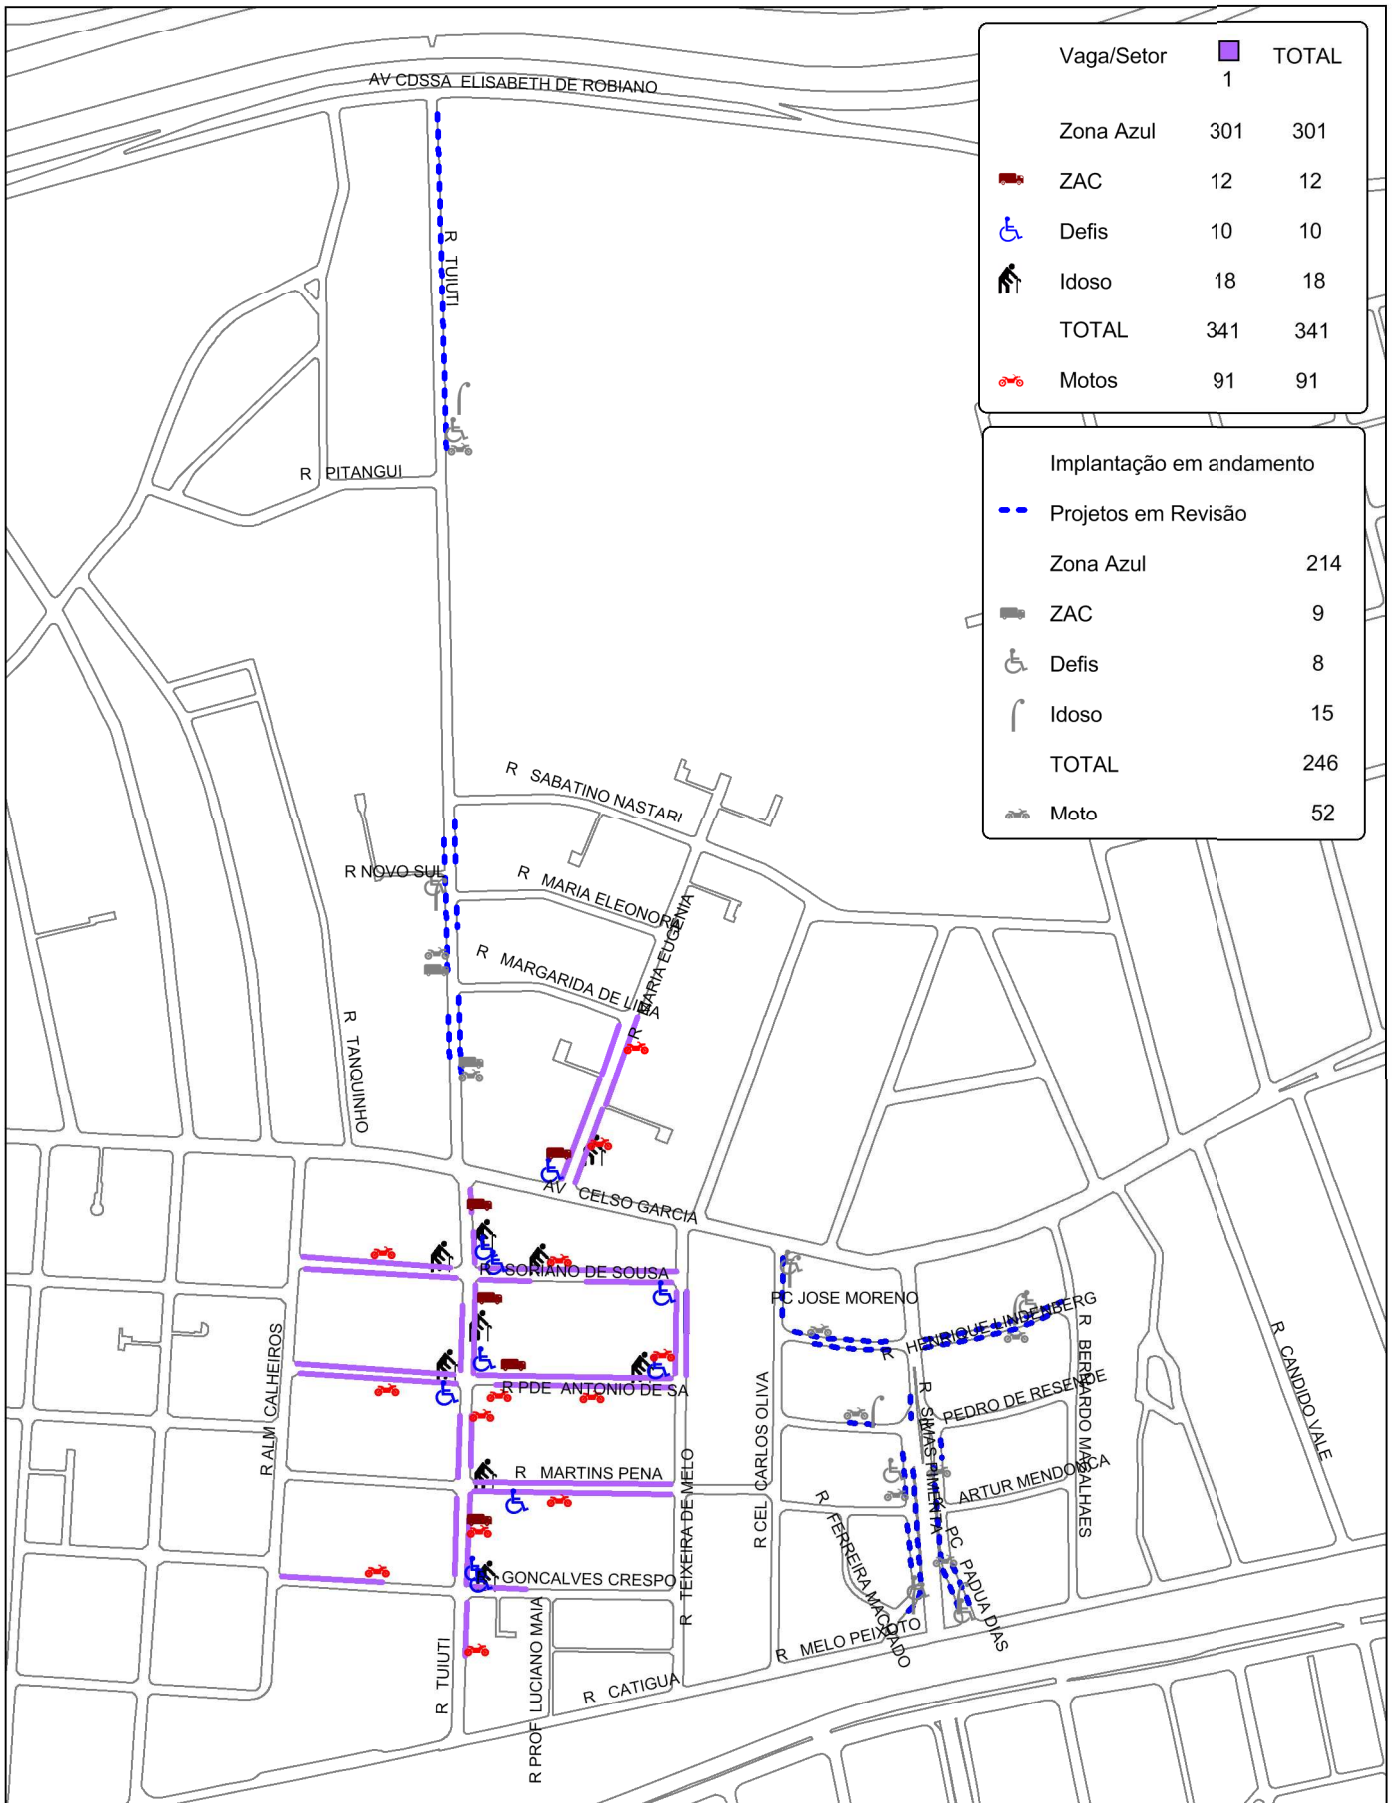 Vaga/Setor TOTAL
1
Zona Azul 301 301
ZAC 12 12
Defis 10 10
Idoso 18 18
TOTAL 341 341
Motos 91 91
Implantação em andamento
Projetos em Revisão
Zona Azul 214
ZAC 9
Defis 8
Idoso 15
TOTAL 246
Moto 52
AV CDSSA ELISABETH DE ROBIANO
R TUIUTI
R PITANGUI
R SABATINO NASTARI
R NOVO SUL
R MARIA ELEONORA
R MARIA EUGENIA
R MARGARIDA DE LIMA
R TANQUINHO
AV CELSO GARCIA
R SORIANO DE SOUSA
PC JOSE MORENO
R HENRIQUE LINDENBERG
R ALM CALHEIROS
R PDE ANTONIO DE SA
R CEL CARLOS OLIVA
R SIMAS PIMENTA
PEDRO DE RESENDE
R BERNARDO MAGALHAES
R CANDIDO VALE
R MARTINS PENA
R TEIXEIRA DE MELO
R ARTUR MENDONCA
R FERREIRA MACHADO
PC PADUA DIAS
GONCALVES CRESPO
R MELO PEIXOTO
R TUIUTI
R PROF LUCIANO MAIA
R CATIGUA